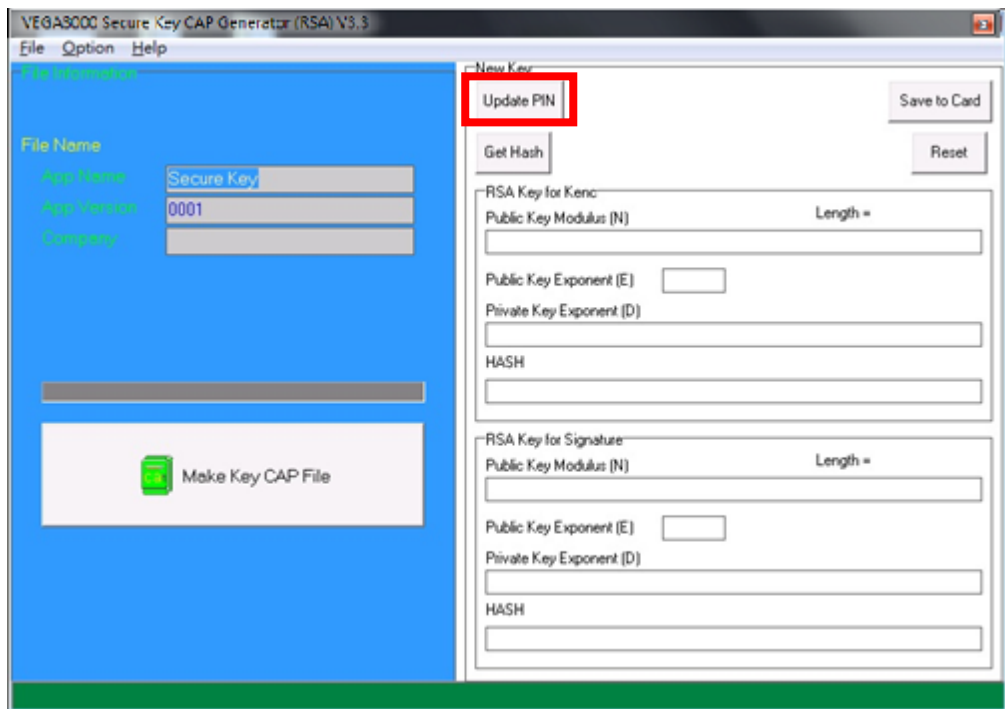 VEGA3000 Secure Key CAP Generator (RSA) V3.3
File Option Help
File Information
File Name
App Name Secure Key
App Version 0001
Company
Make Key CAP File
New Key
Update PIN Save to Card
Get Hash Reset
RSA Key for Kenc
Public Key Modulus (N) Length =
Public Key Exponent (E)
Private Key Exponent (D)
HASH
RSA Key for Signature
Public Key Modulus (N) Length =
Public Key Exponent (E)
Private Key Exponent (D)
HASH